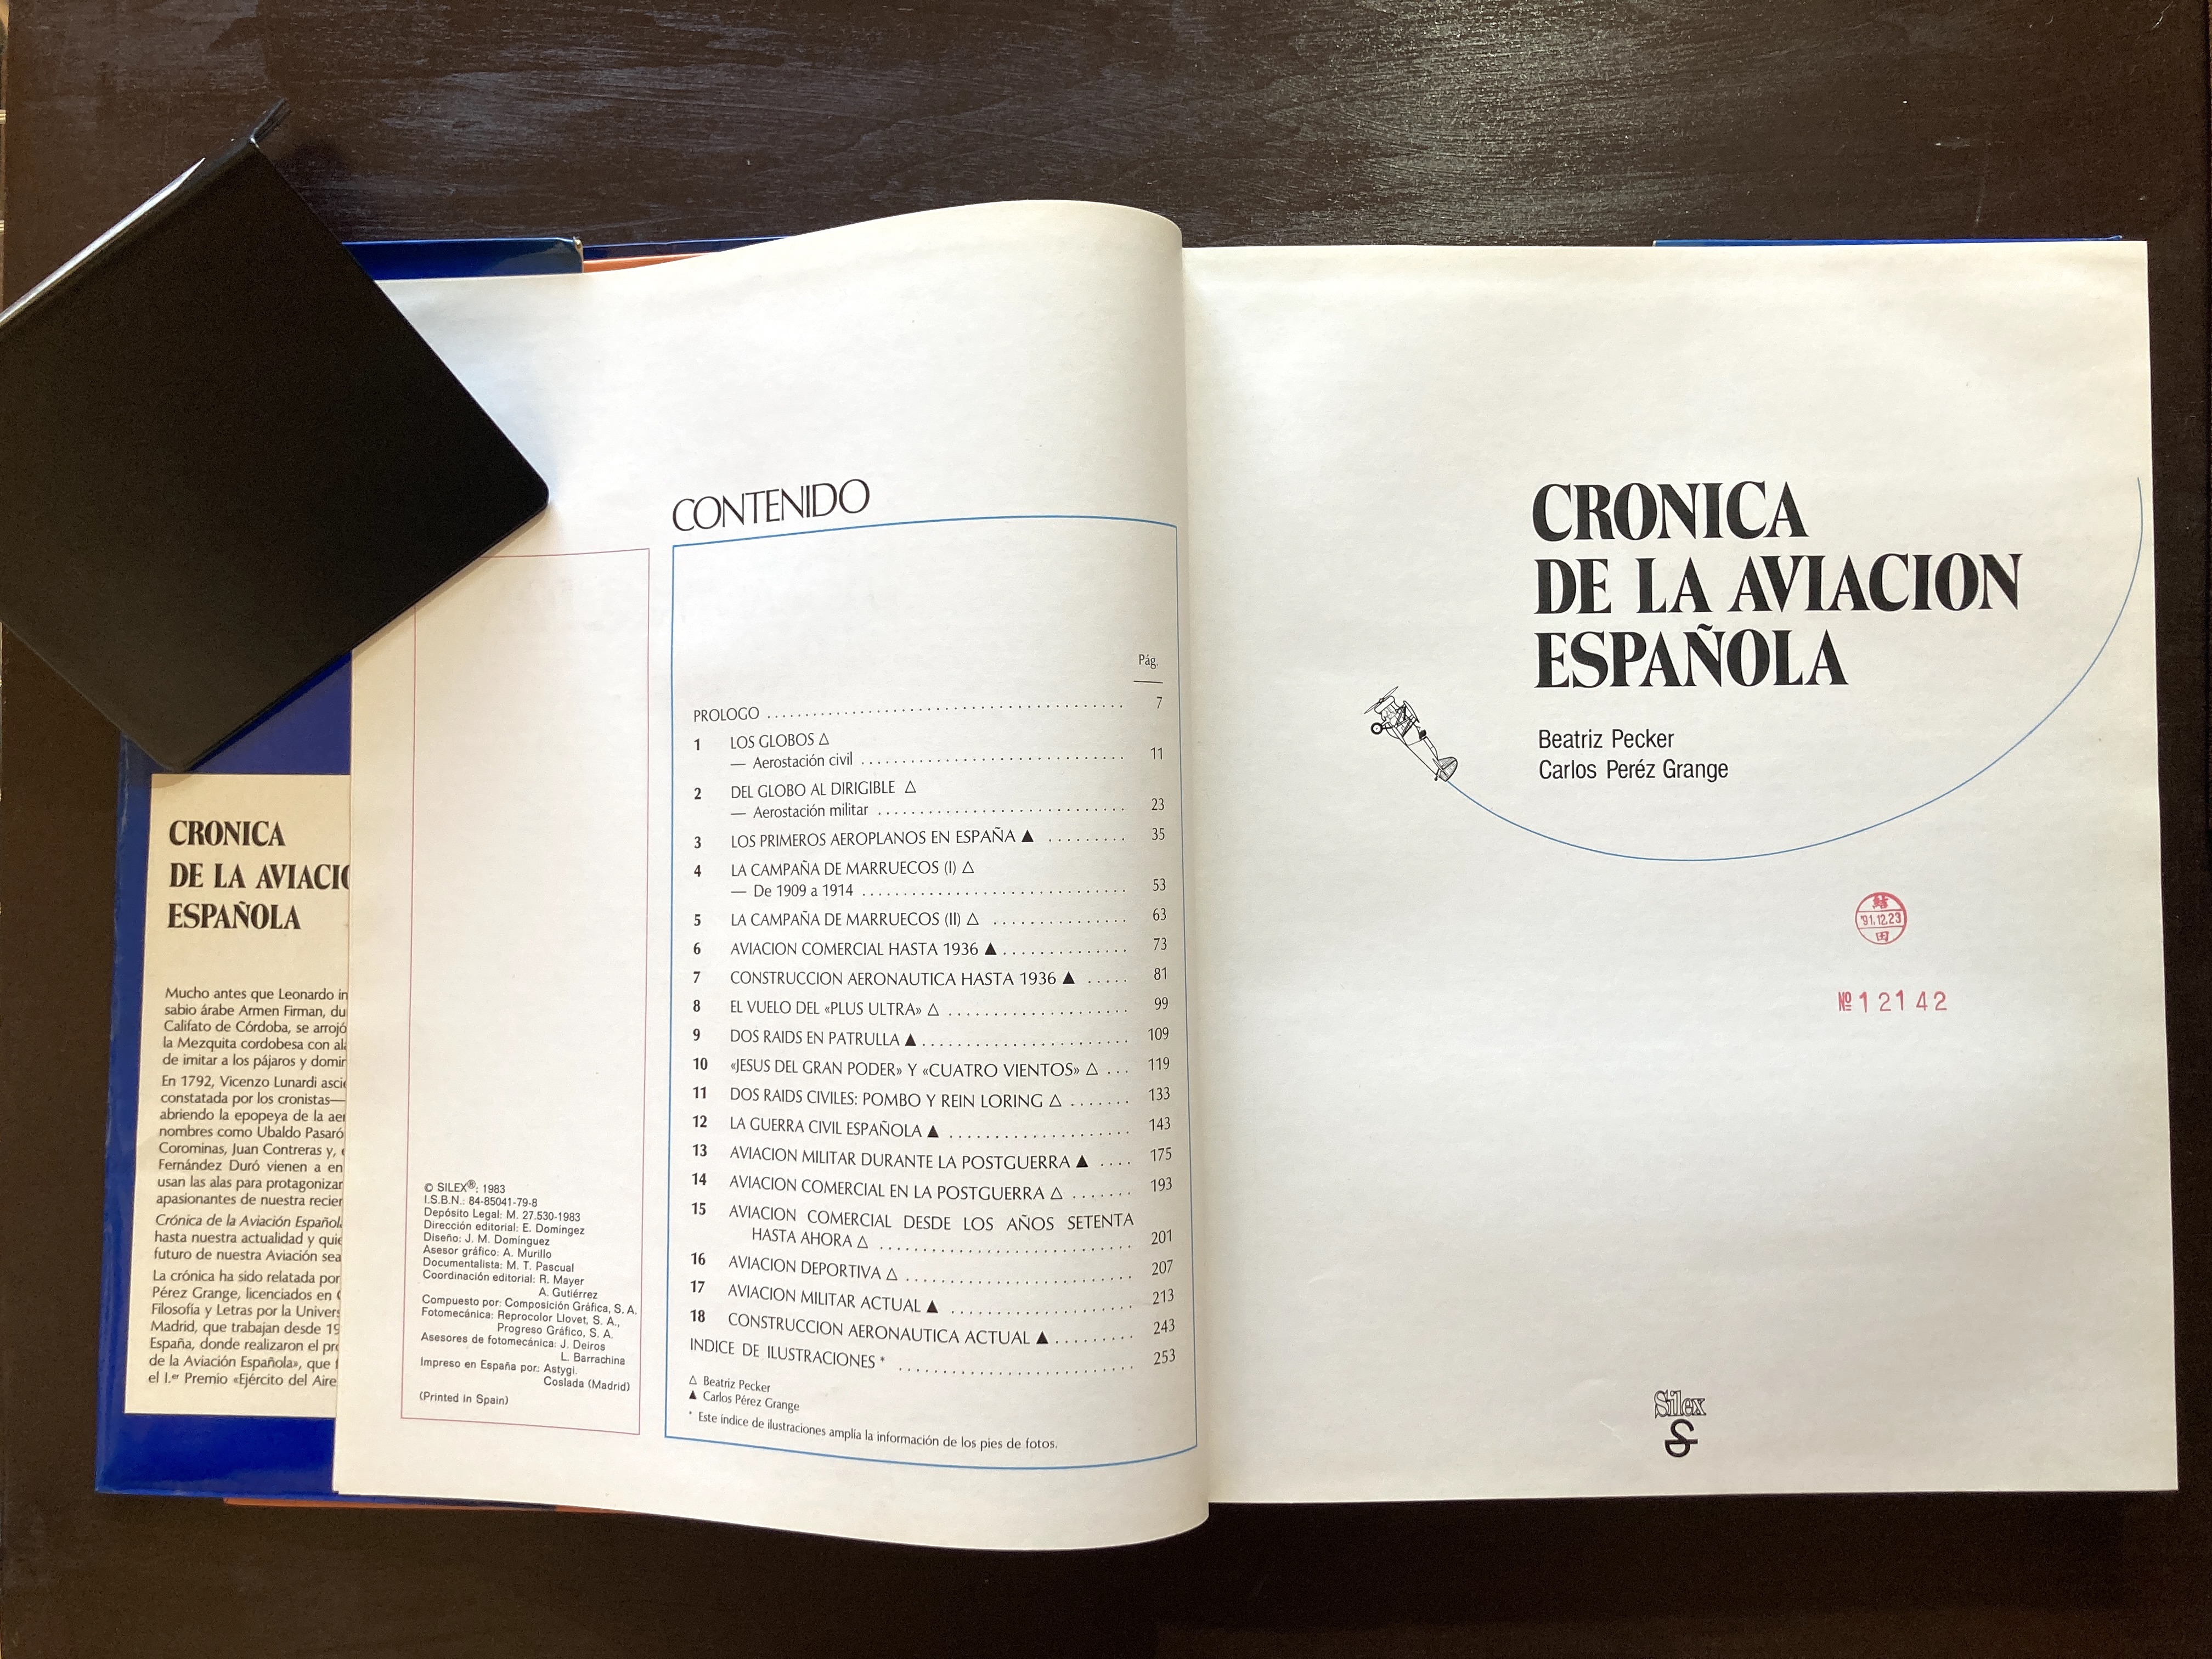 CRONICA
DE LA AVIACIO
ESPAÑOLA
Mucho antes que Leonardo in
sabio árabe Armen Firman, du
Califato de Córdoba, se arrojó
la Mezquita cordobesa con al
de imitar a los pájaros y domin
En 1792, Vicenzo Lunardi asci
constatada por los cronistas—
abriendo la epopeya de la aer
nombres como Ubaldo Pasaró
Corominas, Juan Contreras y,
Fernández Duró vienen a en
usan las alas para protagonizar
apasionantes de nuestra recier
Crónica de la Aviación Español
hasta nuestra actualidad y quie
futuro de nuestra Aviación sea
La crónica ha sido relatada por
Pérez Grange, licenciados en
Filosofía y Letras por la Univers
Madrid, que trabajan desde 19
España, donde realizaron el pr
de la Aviación Española», que
el I.er Premio «Ejército del Aire
© SILEX®: 1983
I.S.B.N.: 84-85041-79-8
Depósito Legal: M. 27.530-1983
Dirección editorial: E. Domíngez
Diseño: J. M. Domínguez
Asesor gráfico: A. Murillo
Documentalista: M. T. Pascual
Coordinación editorial: R. Mayer
A. Gutiérrez
Compuesto por: Composición Gráfica, S. A.
Fotomecánica: Reprocolor Llovet, S. A.,
Progreso Gráfico, S. A.
Asesores de fotomecánica: J. Deiros
L. Barrachina
Impreso en España por: Astygi.
Coslada (Madrid)
(Printed in Spain)
CONTENIDO
Pág.
PROLOGO ........ 7
1 LOS GLOBOS △
— Aerostación civil ........ 11
2 DEL GLOBO AL DIRIGIBLE △
— Aerostación militar ........ 23
3 LOS PRIMEROS AEROPLANOS EN ESPAÑA ▲ ........ 35
4 LA CAMPAÑA DE MARRUECOS (I) △
— De 1909 a 1914 ........ 53
5 LA CAMPAÑA DE MARRUECOS (II) △ ........ 63
6 AVIACION COMERCIAL HASTA 1936 ▲ ........ 73
7 CONSTRUCCION AERONAUTICA HASTA 1936 ▲ ..... 81
8 EL VUELO DEL «PLUS ULTRA» △ ........ 99
9 DOS RAIDS EN PATRULLA ▲ ........ 109
10 «JESUS DEL GRAN PODER» Y «CUATRO VIENTOS» △ ... 119
11 DOS RAIDS CIVILES: POMBO Y REIN LORING △ ....... 133
12 LA GUERRA CIVIL ESPAÑOLA ▲ ........ 143
13 AVIACION MILITAR DURANTE LA POSTGUERRA ▲ .... 175
14 AVIACION COMERCIAL EN LA POSTGUERRA △ ....... 193
15 AVIACION COMERCIAL DESDE LOS AÑOS SETENTA
HASTA AHORA △ ........ 201
16 AVIACION DEPORTIVA △ ........ 207
17 AVIACION MILITAR ACTUAL ▲ ........ 213
18 CONSTRUCCION AERONAUTICA ACTUAL ▲ ........ 243
INDICE DE ILUSTRACIONES * ........ 253
△ Beatriz Pecker
▲ Carlos Pérez Grange
* Este índice de ilustraciones amplia la información de los pies de fotos.
CRONICA
DE LA AVIACION
ESPAÑOLA
Beatriz Pecker
Carlos Peréz Grange
'91.12.23
田
№ 12142
Silex